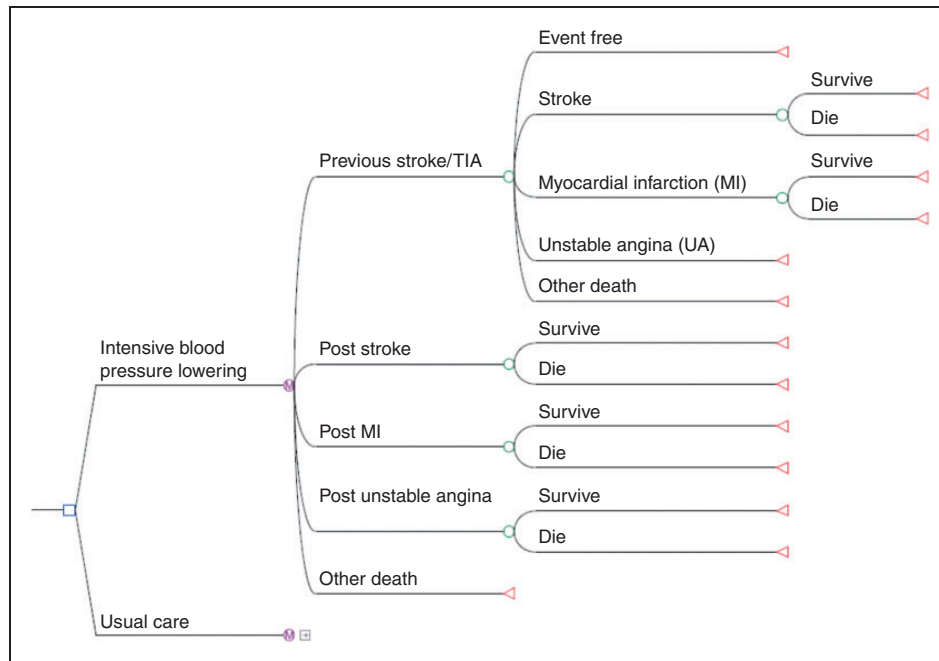 Event free
Survive
Stroke
Die
Previous stroke/TIA
Survive
Myocardial infarction (MI)
Die
Unstable angina (UA)
Other death
Intensive blood
pressure lowering
M
Post stroke
Survive
Die
Post MI
Survive
Die
Post unstable angina
Survive
Die
Other death
Usual care
M